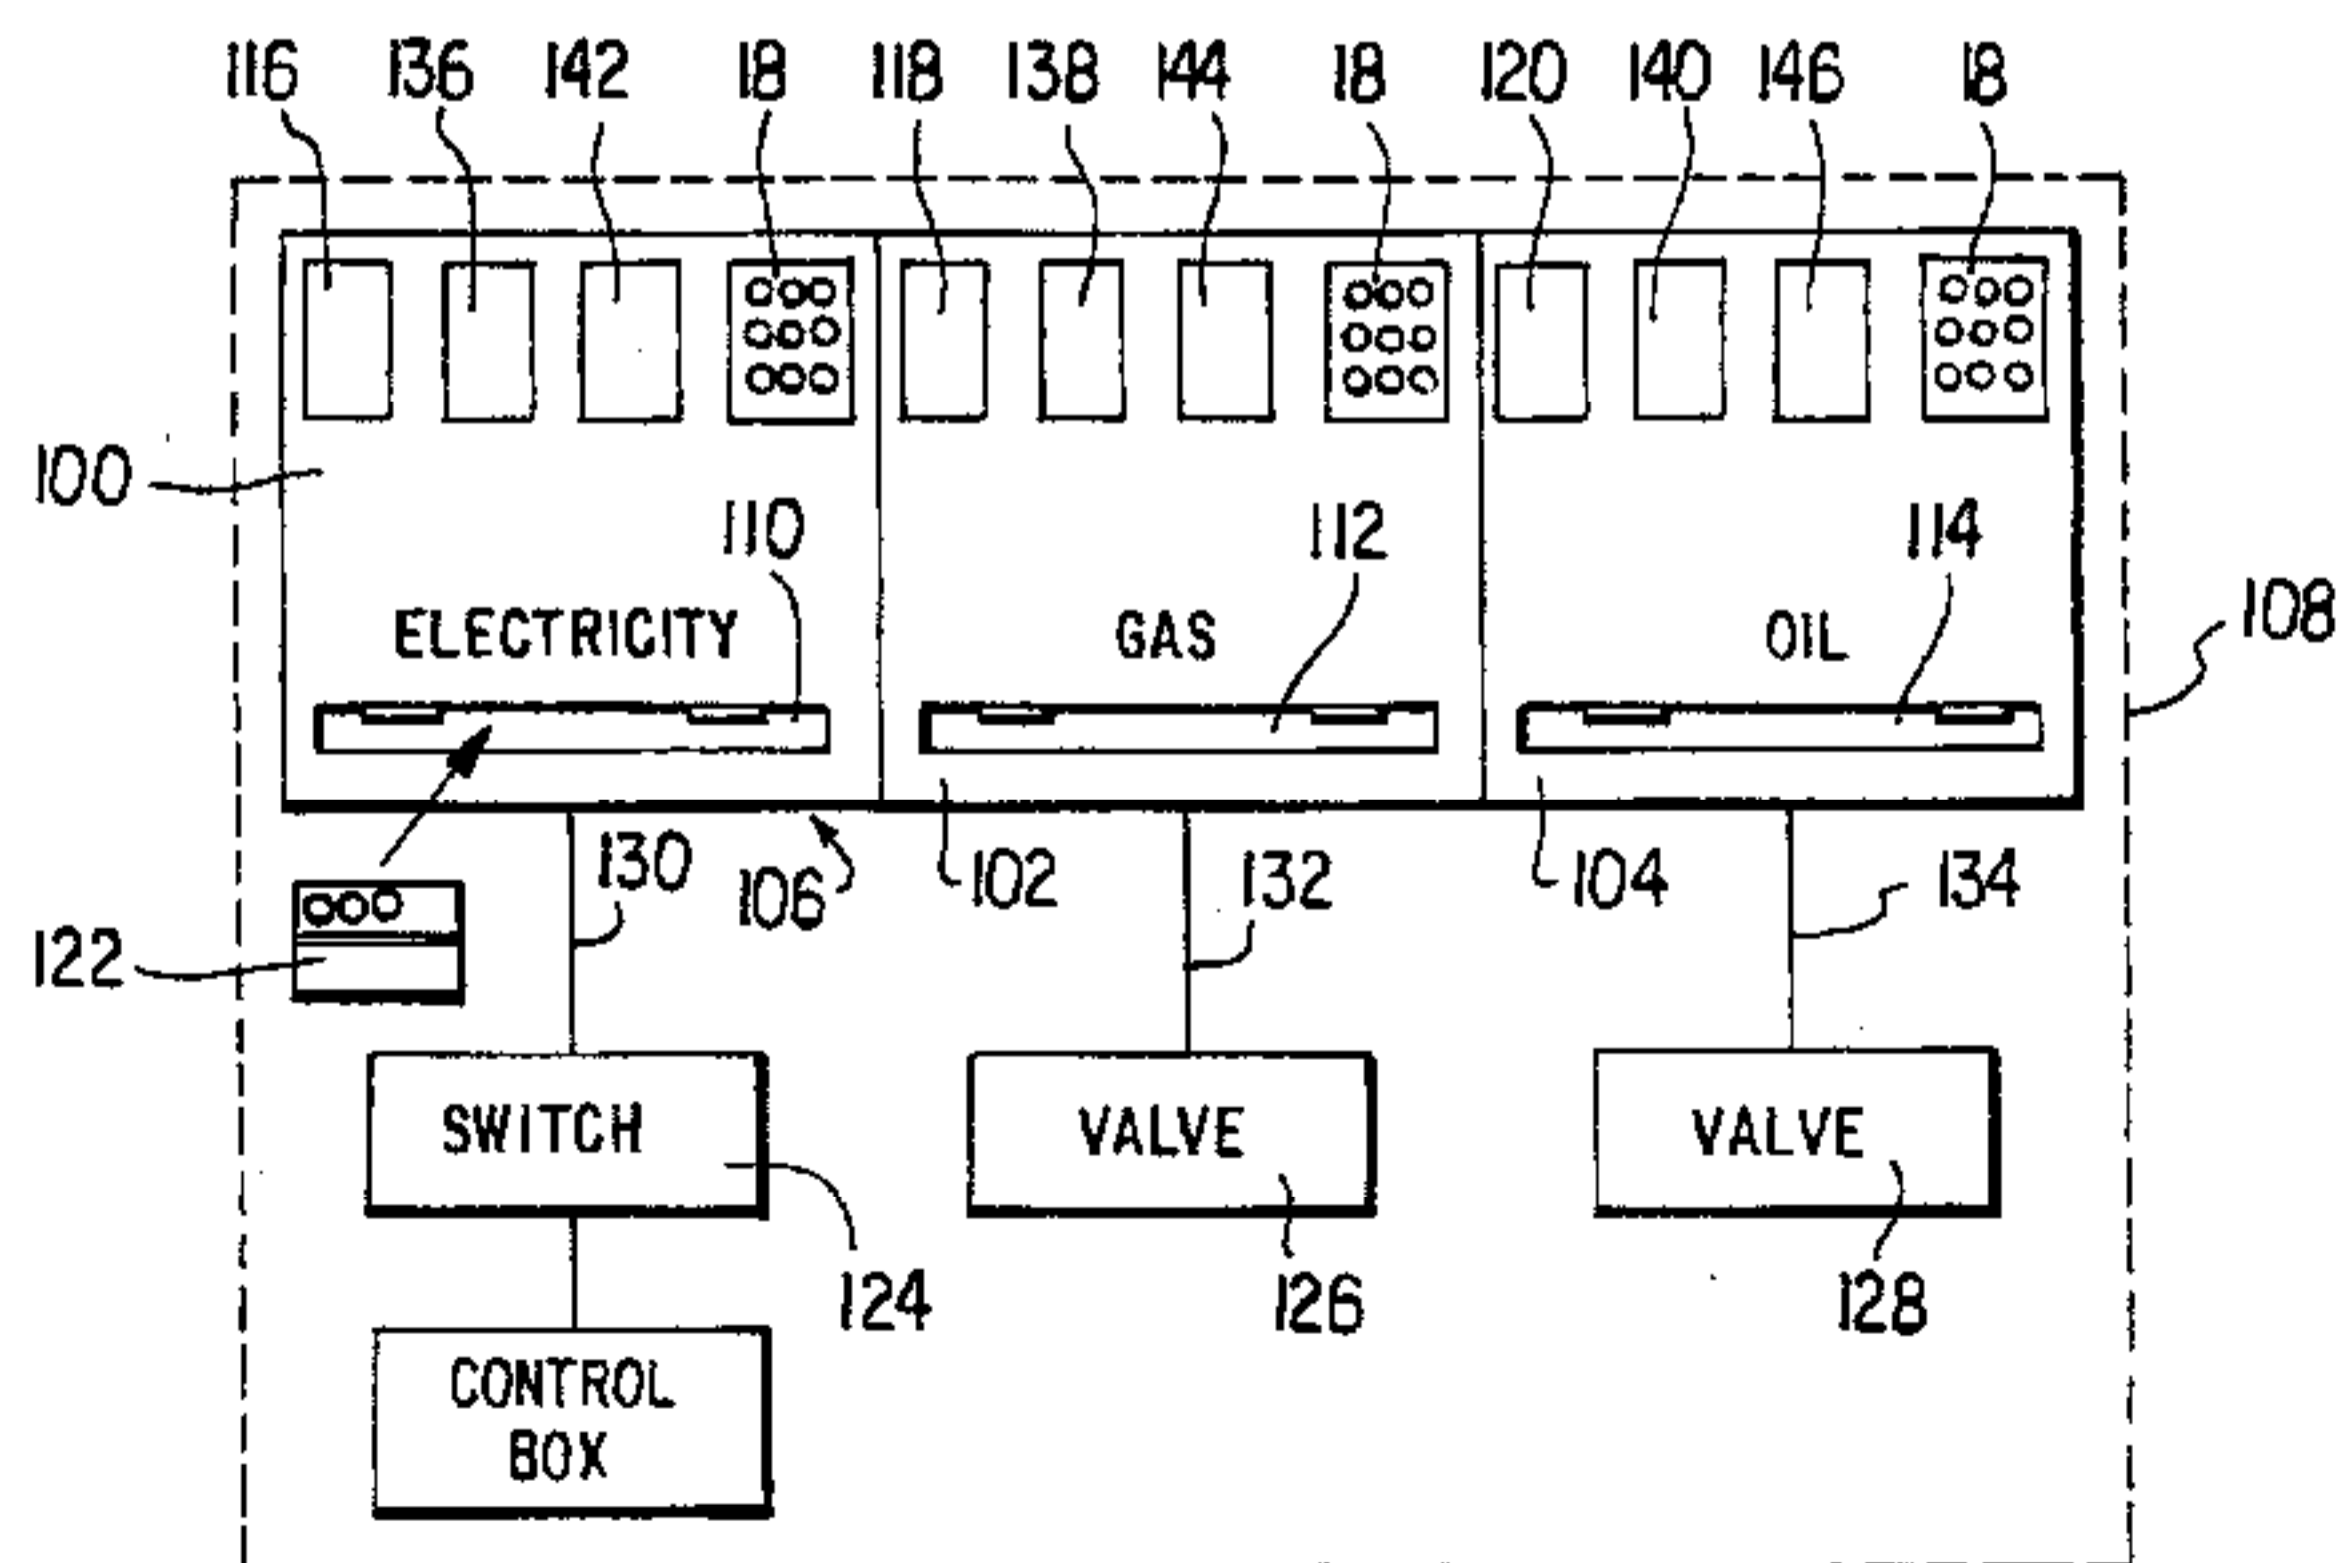 116 136 142 18 118 138 144 18 120 140 146 18
100
110 112 114
108
ELECTRICITY GAS OIL
130 106 102 132 104 134
122
SWITCH VALVE VALVE
124 126 128
CONTROL
BOX